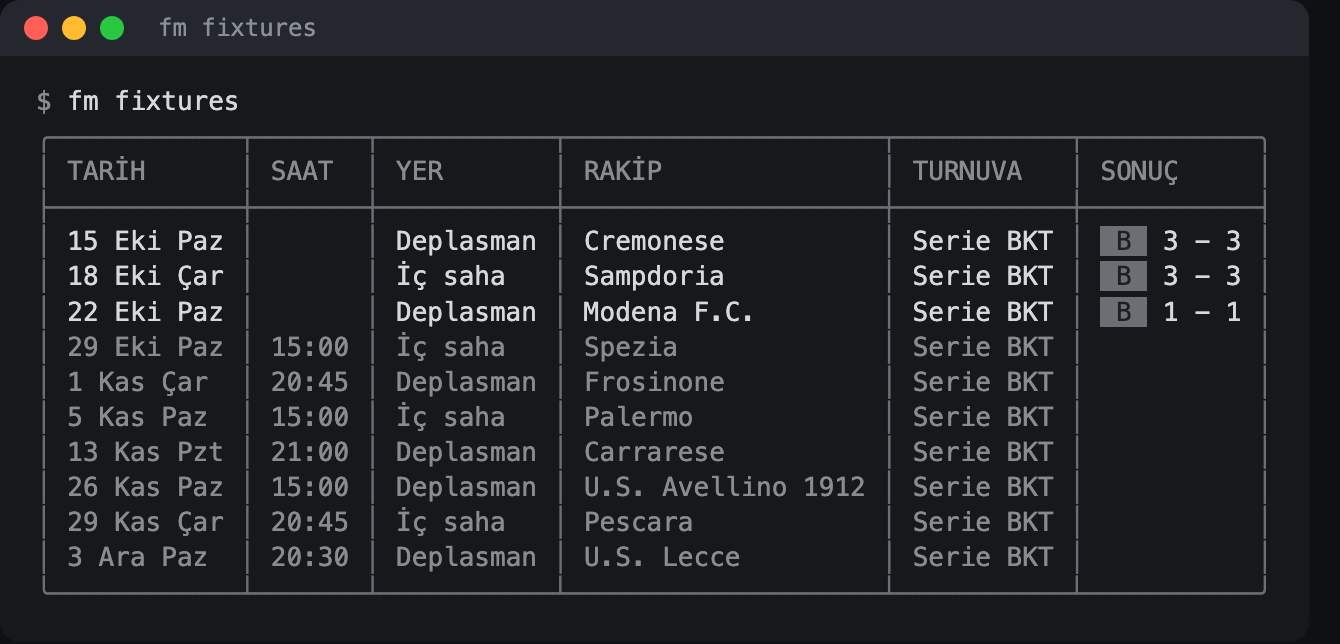 fm fixtures
$ fm fixtures
TARİH SAAT YER RAKİP TURNUVA SONUÇ
15 Eki Paz Deplasman Cremonese Serie BKT B 3 – 3
18 Eki Çar İç saha Sampdoria Serie BKT B 3 – 3
22 Eki Paz Deplasman Modena F.C. Serie BKT B 1 – 1
29 Eki Paz 15:00 İç saha Spezia Serie BKT
1 Kas Çar 20:45 Deplasman Frosinone Serie BKT
5 Kas Paz 15:00 İç saha Palermo Serie BKT
13 Kas Pzt 21:00 Deplasman Carrarese Serie BKT
26 Kas Paz 15:00 Deplasman U.S. Avellino 1912 Serie BKT
29 Kas Çar 20:45 İç saha Pescara Serie BKT
3 Ara Paz 20:30 Deplasman U.S. Lecce Serie BKT